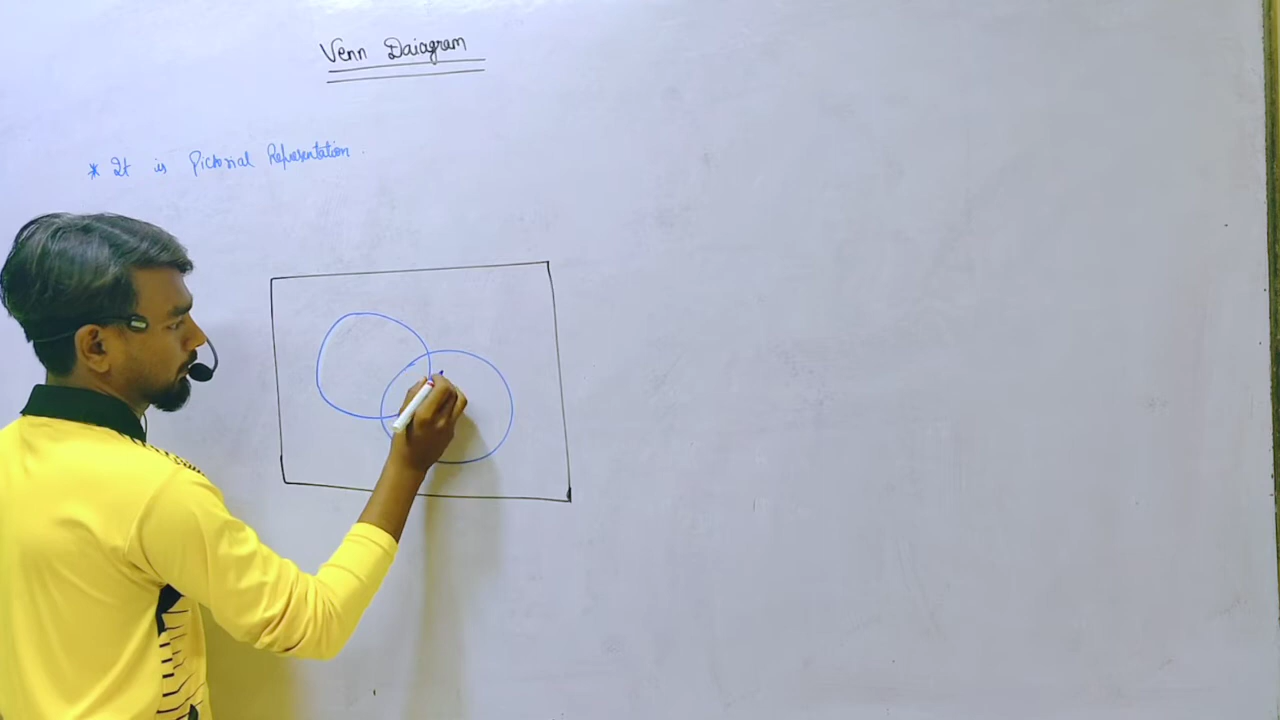 Venn Daiagram
* It is Pictorial Representation.